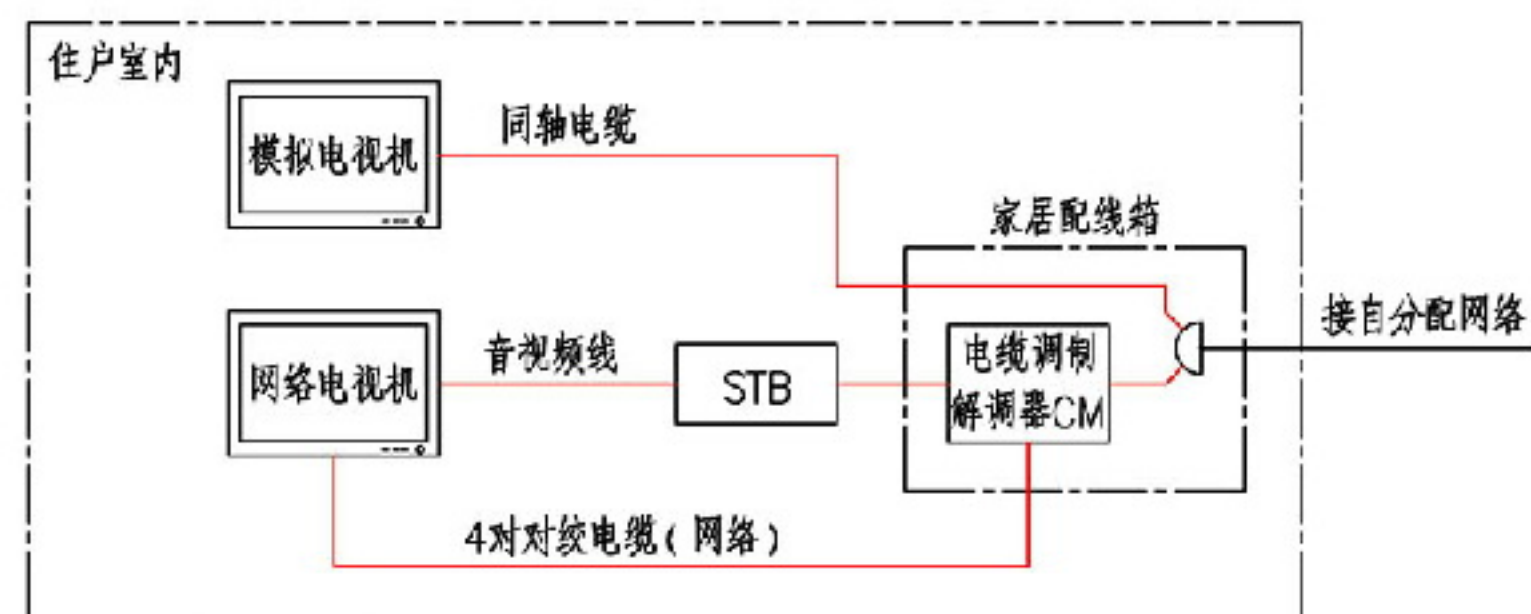 住户室内
模拟电视机
同轴电缆
家居配线箱
接自分配网络
网络电视机
音视频线
STB
电缆调制
解调器CM
4对对绞电缆(网络)